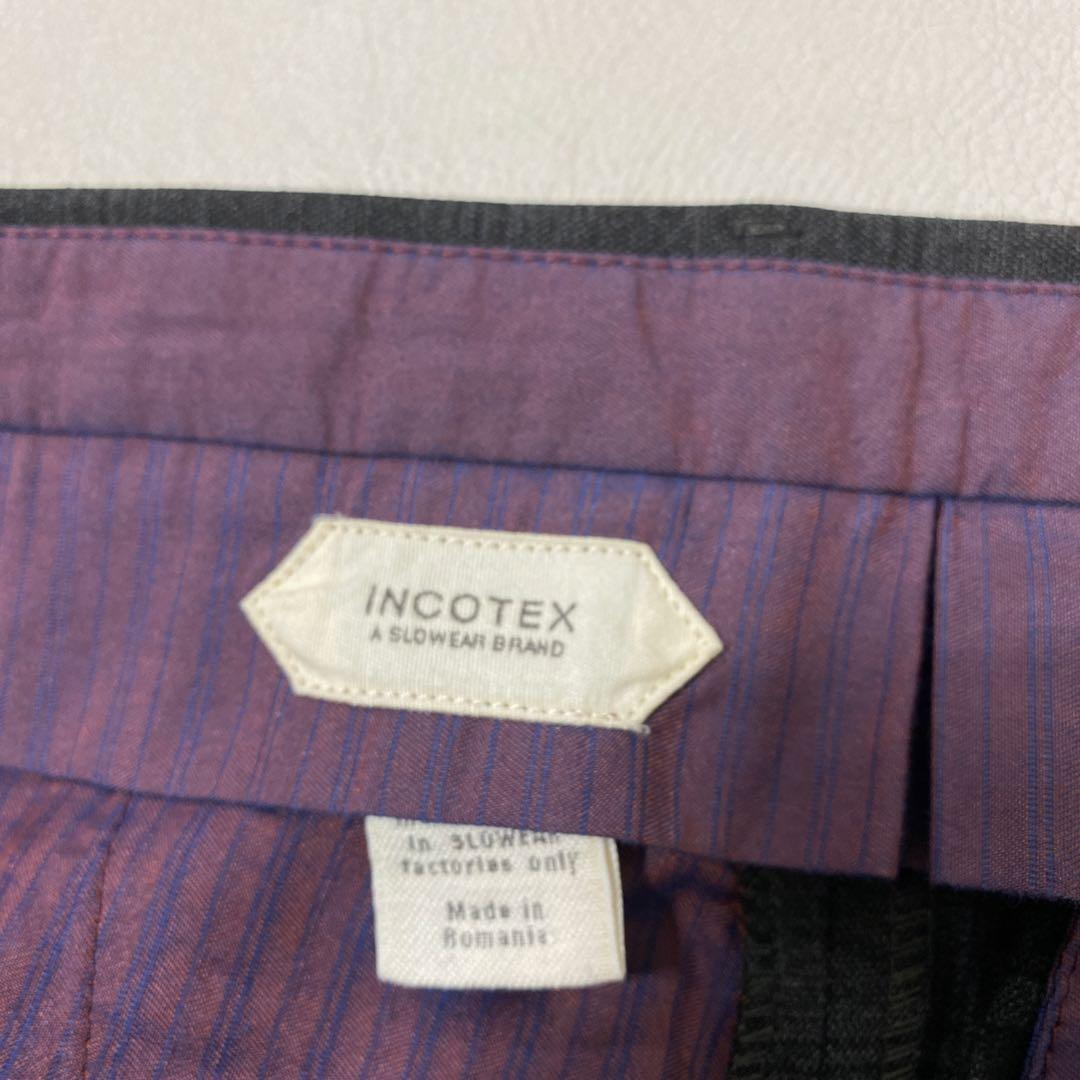 INCOTEX
A SLOWEAR BRAND
in SLOWEAR
factories only
Made in
Romania